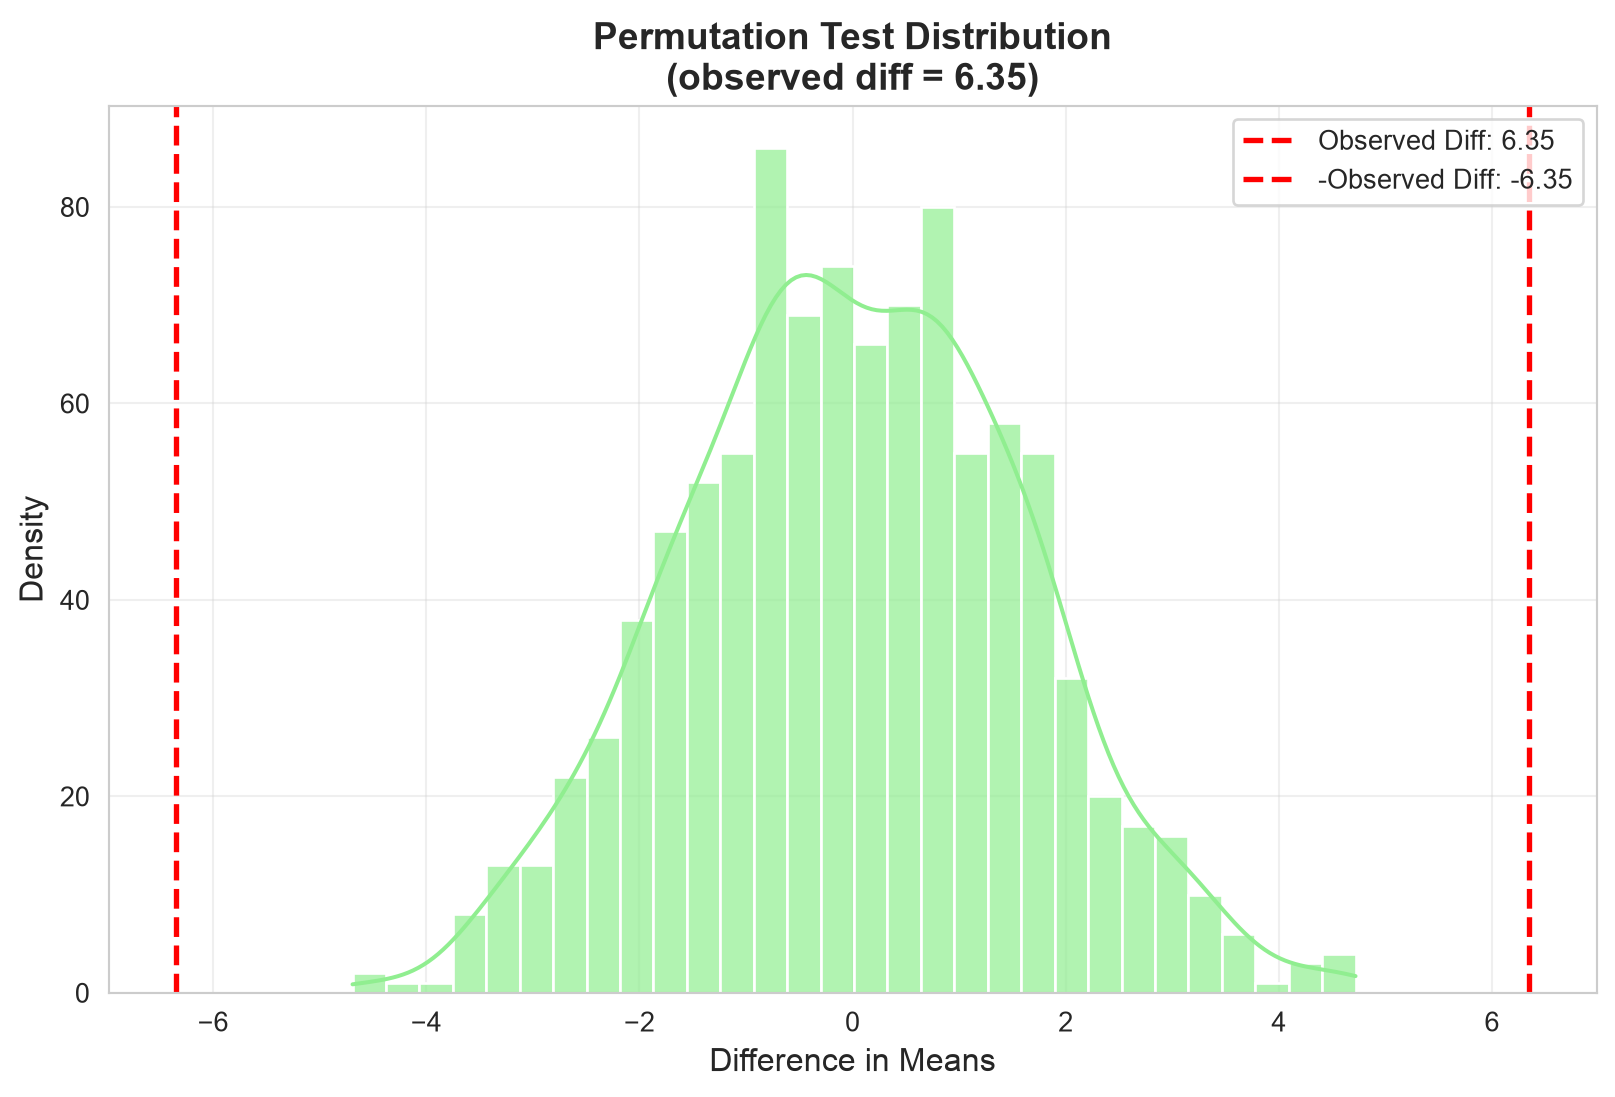 Permutation Test Distribution
(observed diff = 6.35)
Observed Diff: 6.35
-Observed Diff: -6.35
Density
80
60
40
20
0
−6 −4 −2 0 2 4 6
Difference in Means